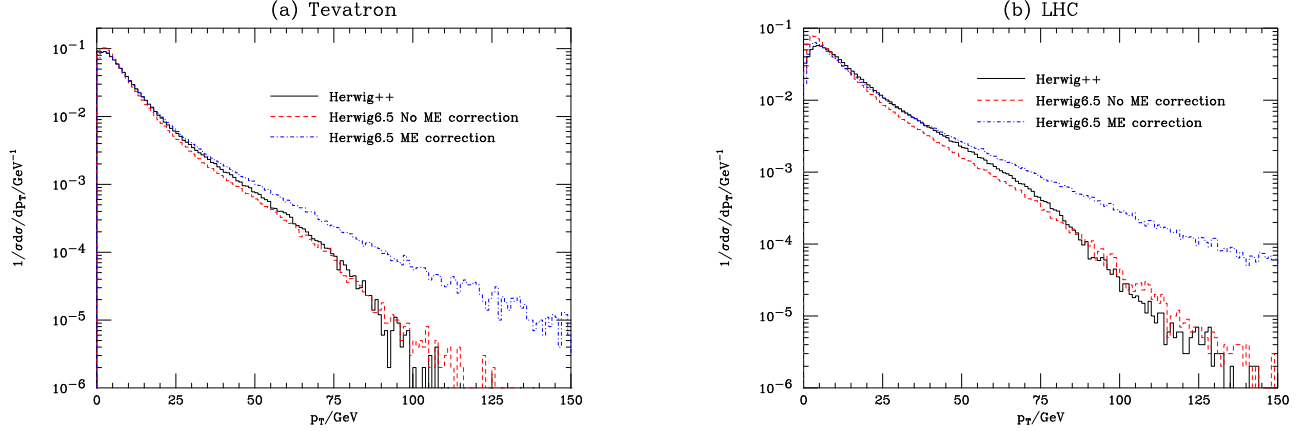 (a) Tevatron
10⁻¹
10⁻²
10⁻³
10⁻⁴
10⁻⁵
10⁻⁶
1/σdσ/dp_T/GeV⁻¹
Herwig++
Herwig6.5 No ME correction
Herwig6.5 ME correction
0 25 50 75 100 125 150
p_T/GeV
(b) LHC
10⁻¹
10⁻²
10⁻³
10⁻⁴
10⁻⁵
10⁻⁶
1/σdσ/dp_T/GeV⁻¹
Herwig++
Herwig6.5 No ME correction
Herwig6.5 ME correction
0 25 50 75 100 125 150
p_T/GeV